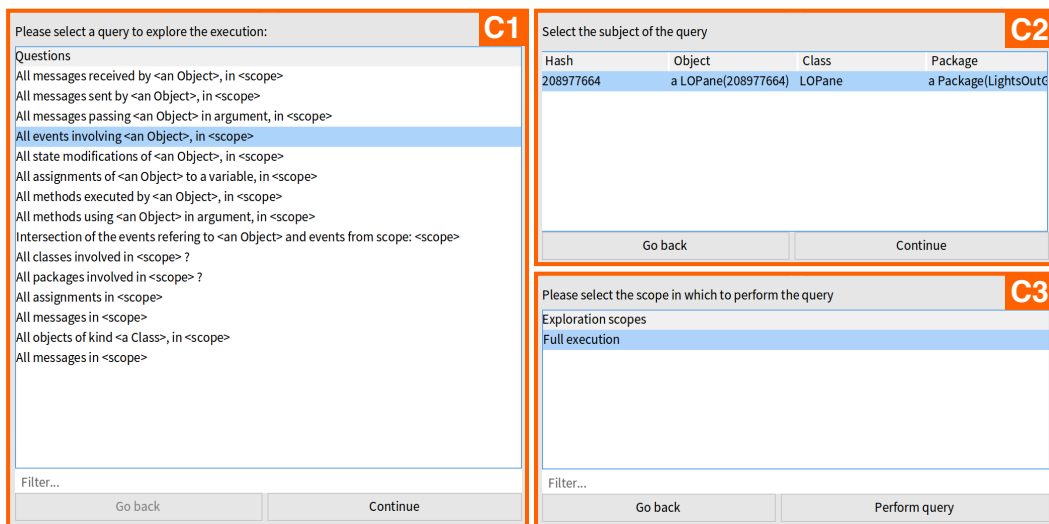 Please select a query to explore the execution:
C1
Questions
All messages received by <an Object>, in <scope>
All messages sent by <an Object>, in <scope>
All messages passing <an Object> in argument, in <scope>
All events involving <an Object>, in <scope>
All state modifications of <an Object>, in <scope>
All assignments of <an Object> to a variable, in <scope>
All methods executed by <an Object>, in <scope>
All methods using <an Object> in argument, in <scope>
Intersection of the events refering to <an Object> and events from scope: <scope>
All classes involved in <scope> ?
All packages involved in <scope> ?
All assignments in <scope>
All messages in <scope>
All objects of kind <a Class>, in <scope>
All messages in <scope>
Filter...
Go back Continue
Select the subject of the query
C2
Hash Object Class Package
208977664 a LOPane(208977664) LOPane a Package(LightsOutG
Go back Continue
Please select the scope in which to perform the query
C3
Exploration scopes
Full execution
Filter...
Go back Perform query